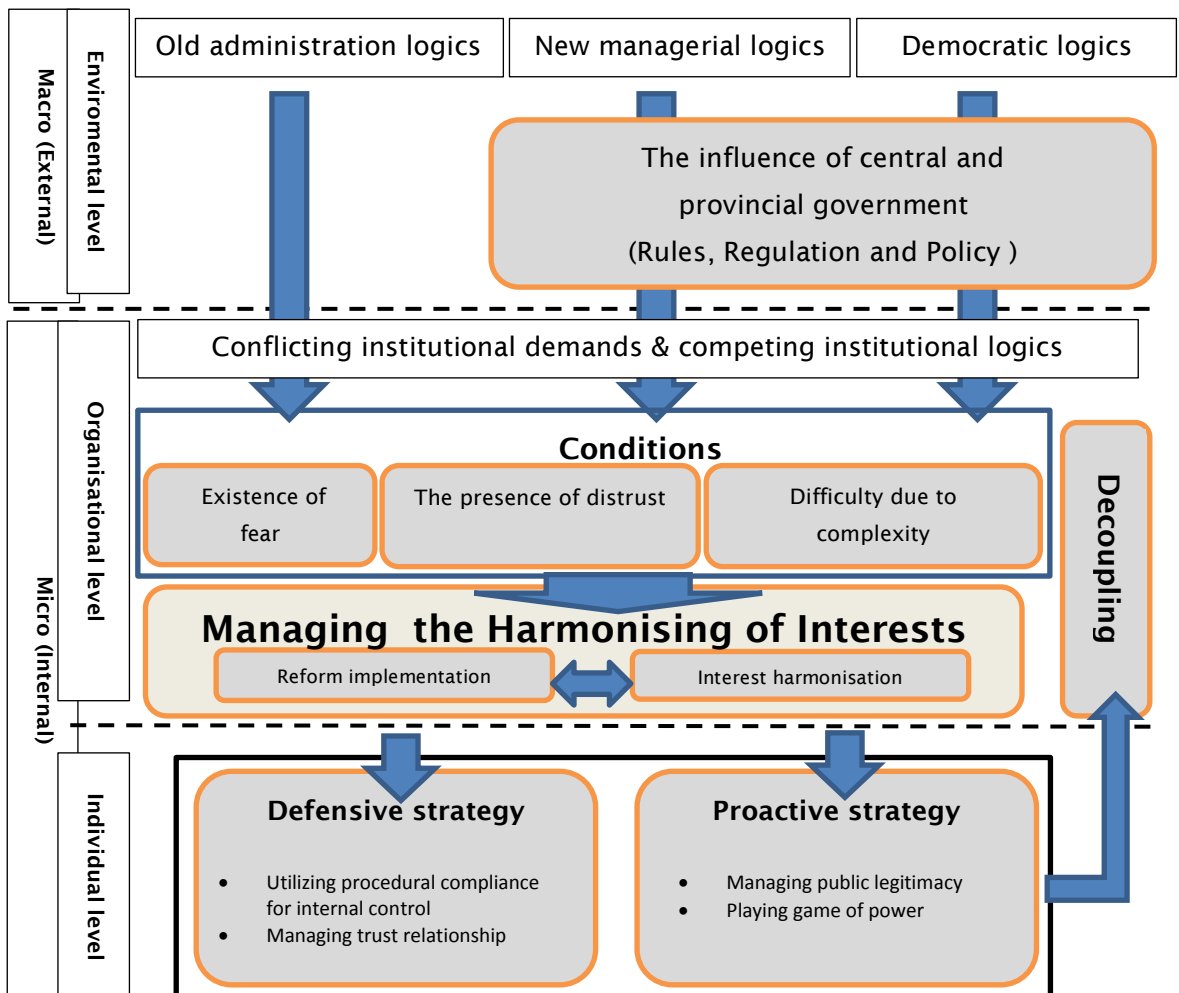 Macro (External)
Enviromental level
Old administration logics
New managerial logics
Democratic logics
The influence of central and
provincial government
(Rules, Regulation and Policy )
Micro (Internal)
Organisational level
Conflicting institutional demands & competing institutional logics
Conditions
Existence of
fear
The presence of distrust
Difficulty due to
complexity
Decoupling
Managing  the Harmonising of Interests
Reform implementation
Interest harmonisation
Individual level
Defensive strategy
• Utilizing procedural compliance
for internal control
• Managing trust relationship
Proactive strategy
• Managing public legitimacy
• Playing game of power